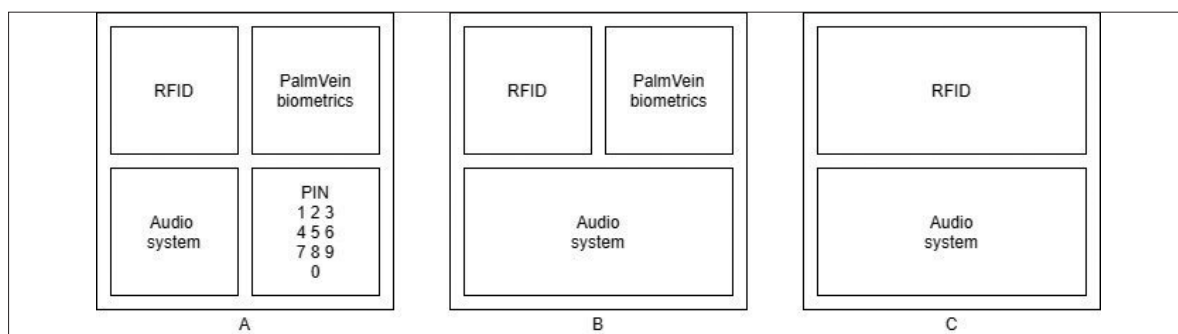 RFID
PalmVein
biometrics
Audio
system
PIN
1 2 3
4 5 6
7 8 9
0
A
RFID
PalmVein
biometrics
Audio
system
B
RFID
Audio
system
C